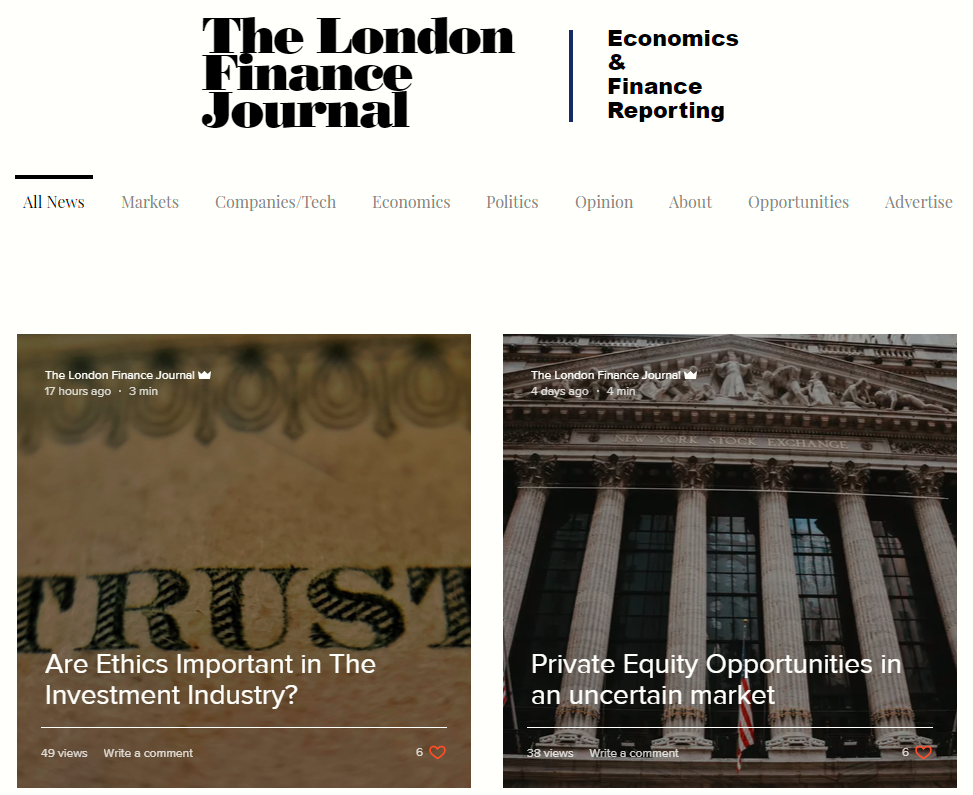 The London
Finance
Journal
Economics
&
Finance
Reporting
All News Markets Companies/Tech Economics Politics Opinion About Opportunities Advertise
The London Finance Journal
17 hours ago · 3 min
TRUST
Are Ethics Important in The
Investment Industry?
49 views Write a comment 6
The London Finance Journal
4 days ago · 4 min
NEW YORK STOCK EXCHANGE
Private Equity Opportunities in
an uncertain market
38 views Write a comment 6